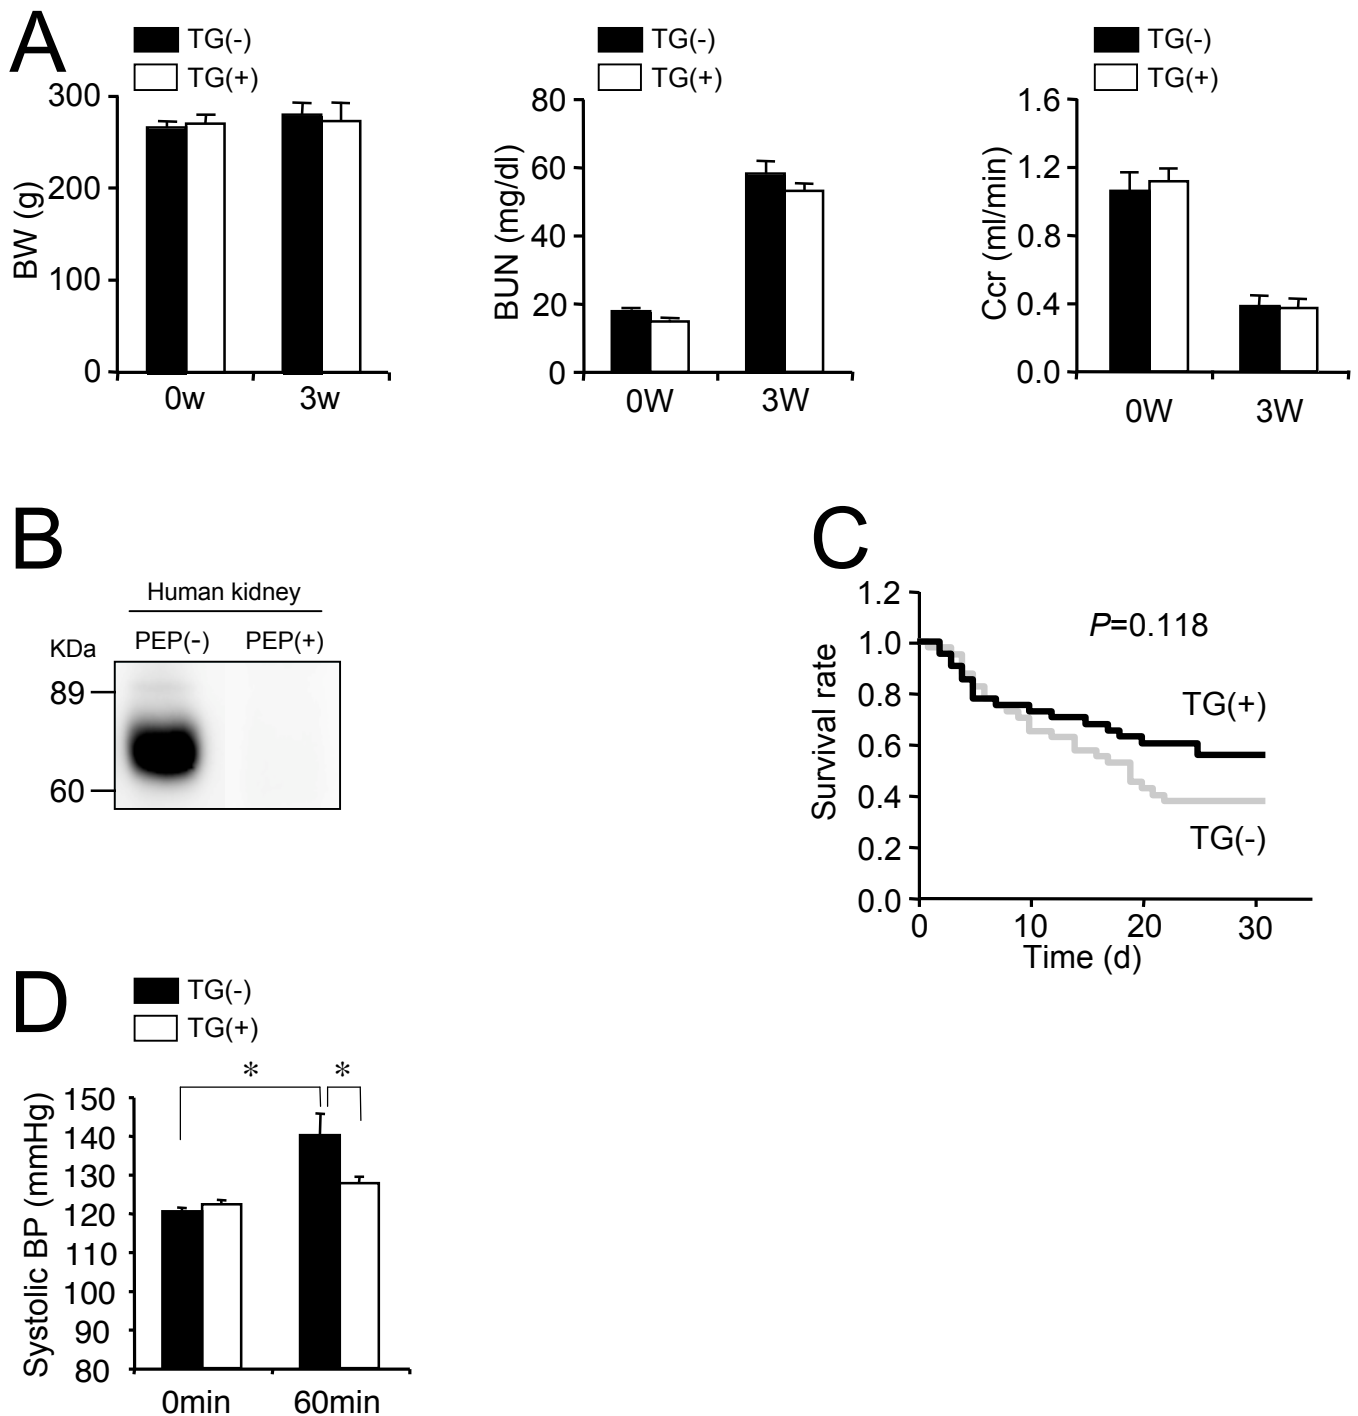 A
TG(-)
TG(+)
BW (g)
300
200
100
0
0w
3w
TG(-)
TG(+)
BUN (mg/dl)
80
60
40
20
0
0W
3W
TG(-)
TG(+)
Ccr (ml/min)
1.6
1.2
0.8
0.4
0.0
0W
3W
B
Human kidney
KDa
PEP(-)
PEP(+)
89
60
C
Survival rate
1.2
1.0
0.8
0.6
0.4
0.2
0.0
P=0.118
TG(+)
TG(-)
0
10
20
30
Time (d)
D
TG(-)
TG(+)
*
*
Systolic BP (mmHg)
150
140
130
120
110
100
90
80
0min
60min